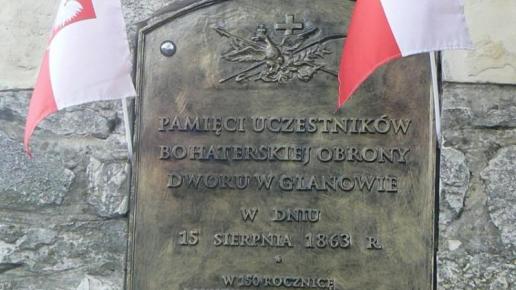 PAMIĘCI UCZESTNIKÓW
BOHATERSKIEJ OBRONY
DWORU W GLANOWIE
W DNIU
15 SIERPNIA 1863 R.
W 150 ROCZNICĘ